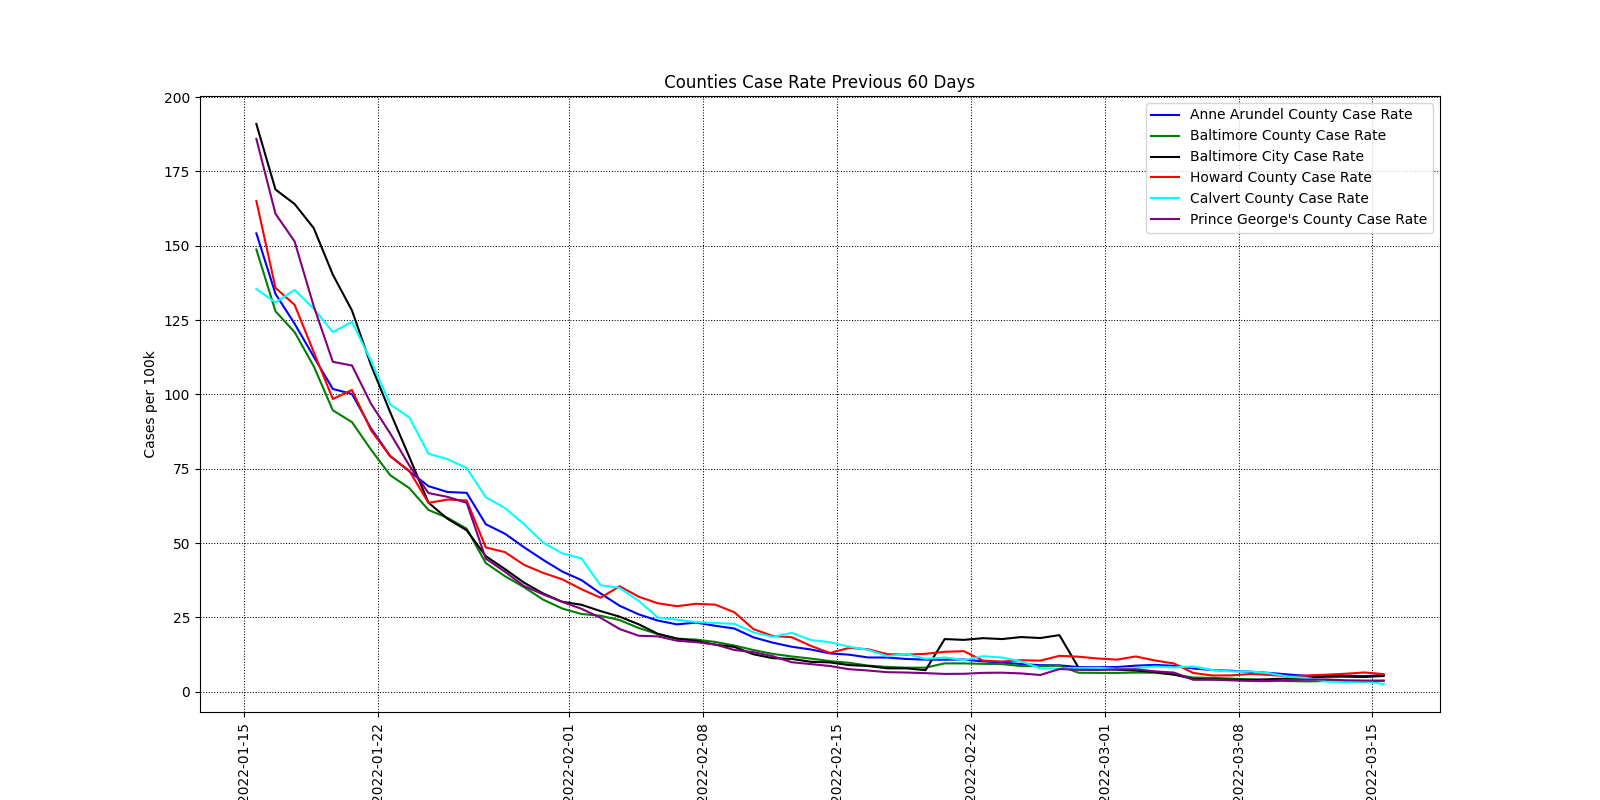 Counties Case Rate Previous 60 Days
200
175
150
125
100
75
50
25
0
Cases per 100k
Anne Arundel County Case Rate
Baltimore County Case Rate
Baltimore City Case Rate
Howard County Case Rate
Calvert County Case Rate
Prince George's County Case Rate
2022-01-15
2022-01-22
2022-02-01
2022-02-08
2022-02-15
2022-02-22
2022-03-01
2022-03-08
2022-03-15